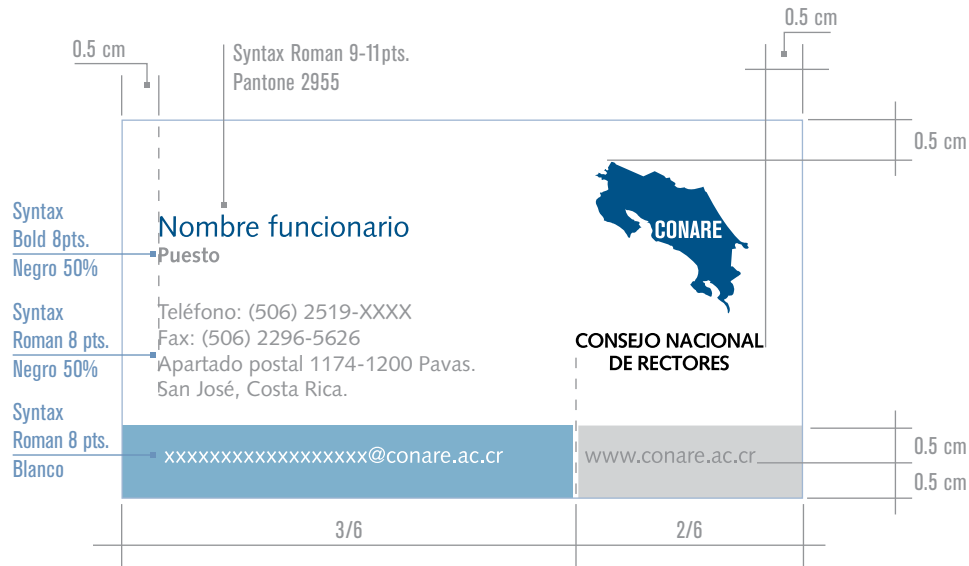 0.5 cm
0.5 cm
Syntax Roman 9-11pts.
Pantone 2955
0.5 cm
Syntax
Bold 8pts.
Negro 50%
Nombre funcionario
Puesto
CONARE
Syntax
Roman 8 pts.
Negro 50%
Teléfono: (506) 2519-XXXX
Fax: (506) 2296-5626
Apartado postal 1174-1200 Pavas.
San José, Costa Rica.
CONSEJO NACIONAL
DE RECTORES
Syntax
Roman 8 pts.
Blanco
xxxxxxxxxxxxxxxxxx@conare.ac.cr
www.conare.ac.cr
0.5 cm
0.5 cm
3/6
2/6